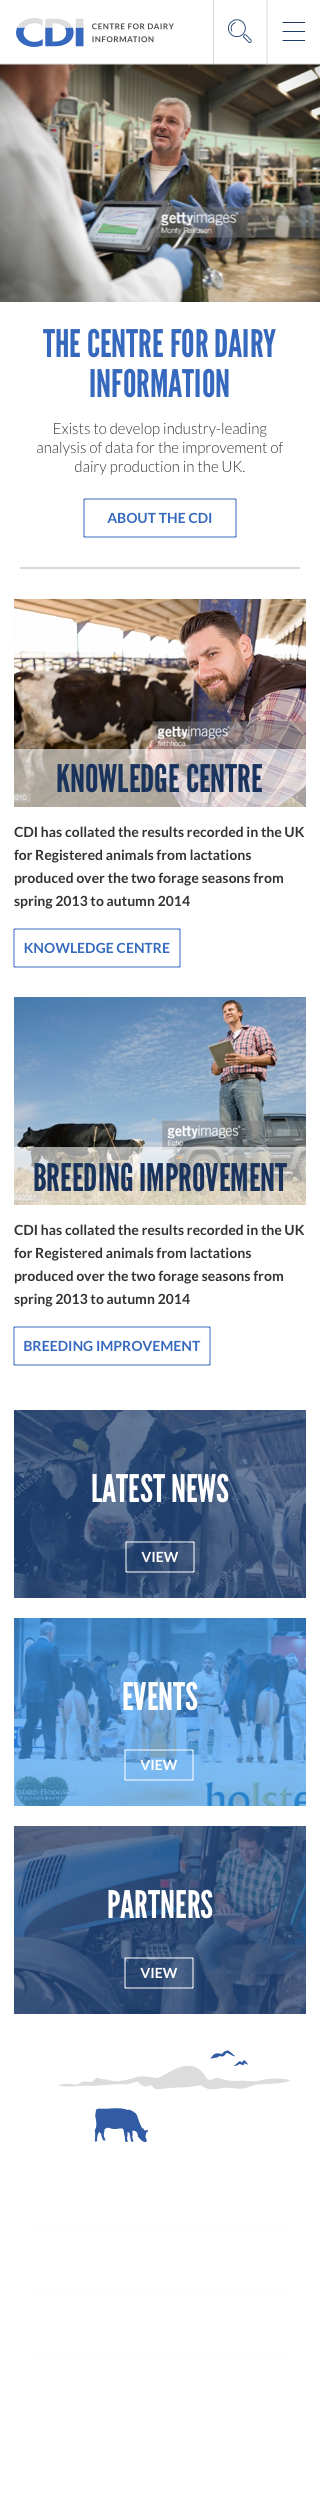 CDI CENTRE FOR DAIRY
INFORMATION
gettyimages
Monty Rakusen
THE CENTRE FOR DAIRY
INFORMATION
Exists to develop industry-leading
analysis of data for the improvement of
dairy production in the UK.
ABOUT THE CDI
gettyimages
fathhoca
KNOWLEDGE CENTRE
CDI has collated the results recorded in the UK
for Registered animals from lactations
produced over the two forage seasons from
spring 2013 to autumn 2014
KNOWLEDGE CENTRE
gettyimages
Echo
BREEDING IMPROVEMENT
CDI has collated the results recorded in the UK
for Registered animals from lactations
produced over the two forage seasons from
spring 2013 to autumn 2014
BREEDING IMPROVEMENT
LATEST NEWS
VIEW
EVENTS
VIEW
holste
PARTNERS
VIEW